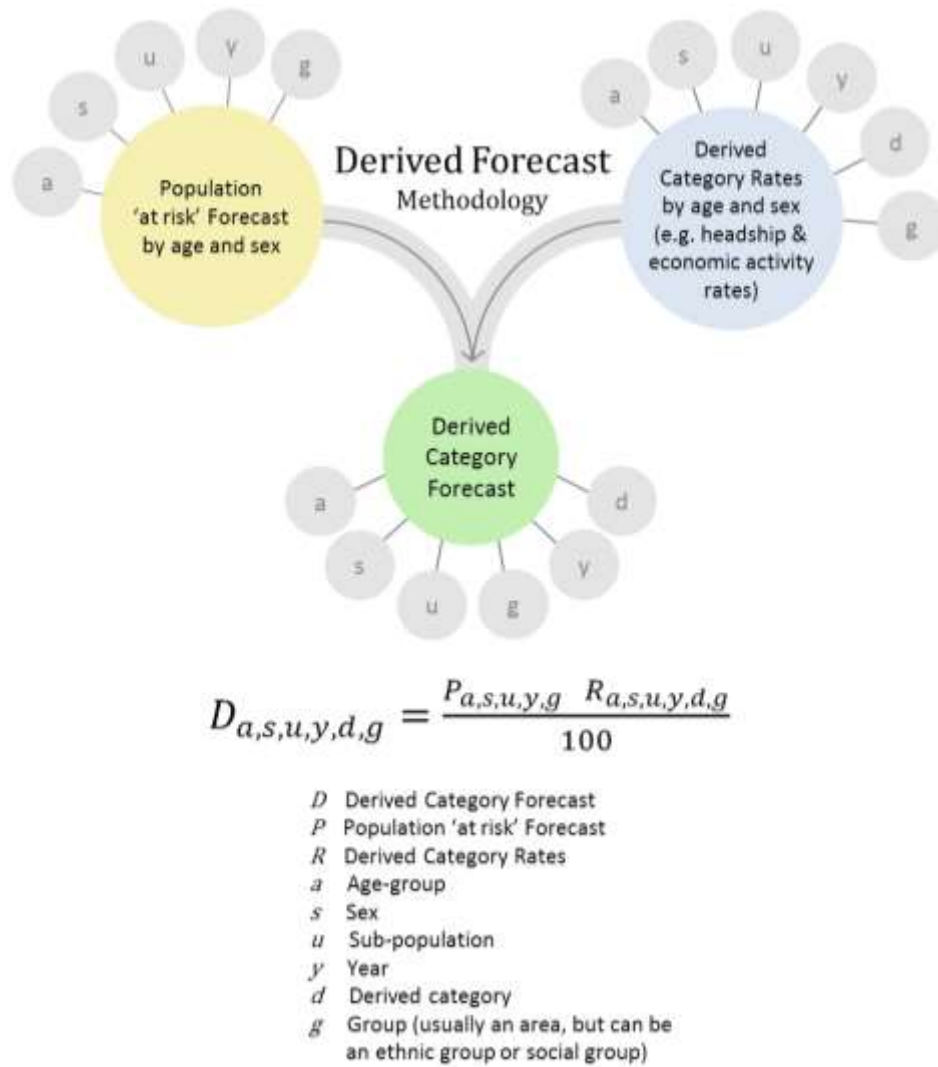 a
s
u
y
g
Population
‘at risk’ Forecast
by age and sex
Derived Forecast
Methodology
a
s
u
y
d
g
Derived
Category Rates
by age and sex
(e.g. headship &
economic activity
rates)
Derived
Category
Forecast
a
s
u
g
y
d
D_{a,s,u,y,d,g} = \frac{P_{a,s,u,y,g} \; R_{a,s,u,y,d,g}}{100}
D Derived Category Forecast
P Population ‘at risk’ Forecast
R Derived Category Rates
a Age-group
s Sex
u Sub-population
y Year
d Derived category
g Group (usually an area, but can be
an ethnic group or social group)